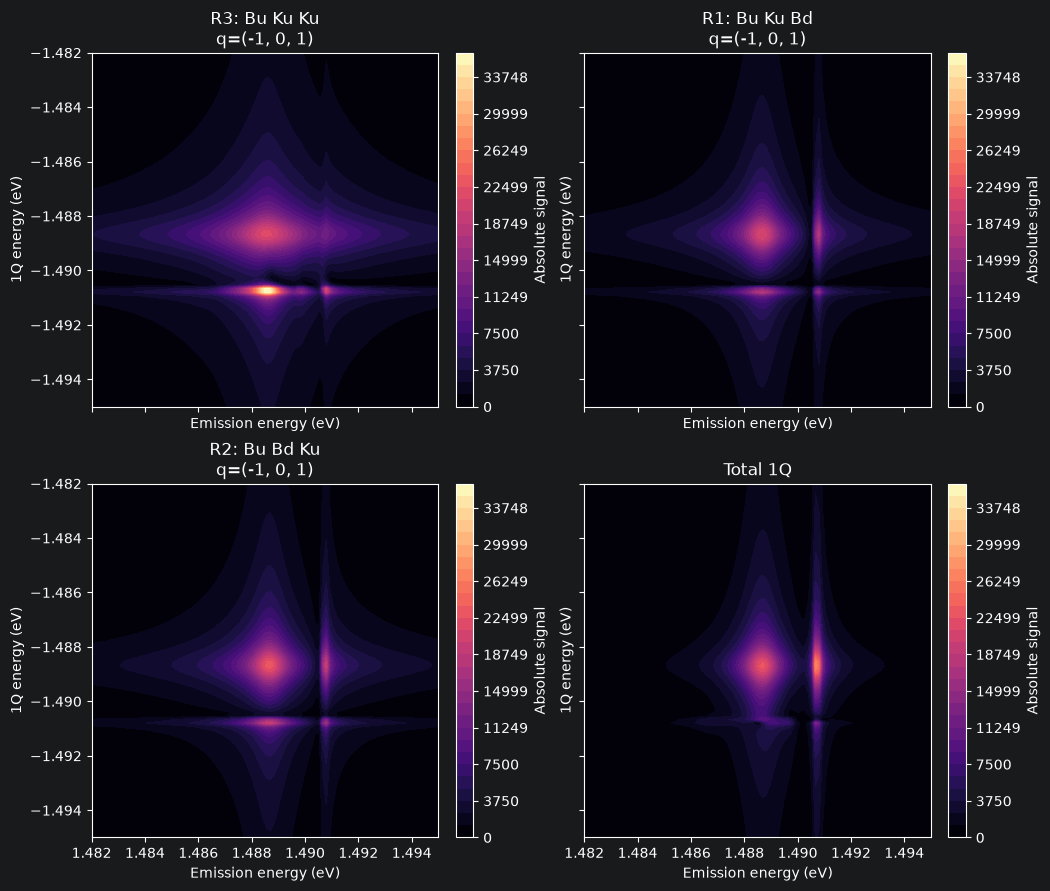 R3: Bu Ku Ku
q=(-1, 0, 1)
−1.482
−1.484
−1.486
−1.488
−1.490
−1.492
−1.494
1Q energy (eV)
Emission energy (eV)
33748
29999
26249
22499
18749
14999
11249
7500
3750
0
Absolute signal
R1: Bu Ku Bd
q=(-1, 0, 1)
1Q energy (eV)
Emission energy (eV)
33748
29999
26249
22499
18749
14999
11249
7500
3750
0
Absolute signal
R2: Bu Bd Ku
q=(-1, 0, 1)
−1.482
−1.484
−1.486
−1.488
−1.490
−1.492
−1.494
1Q energy (eV)
1.482 1.484 1.486 1.488 1.490 1.492 1.494
Emission energy (eV)
33748
29999
26249
22499
18749
14999
11249
7500
3750
0
Absolute signal
Total 1Q
1Q energy (eV)
1.482 1.484 1.486 1.488 1.490 1.492 1.494
Emission energy (eV)
33748
29999
26249
22499
18749
14999
11249
7500
3750
0
Absolute signal